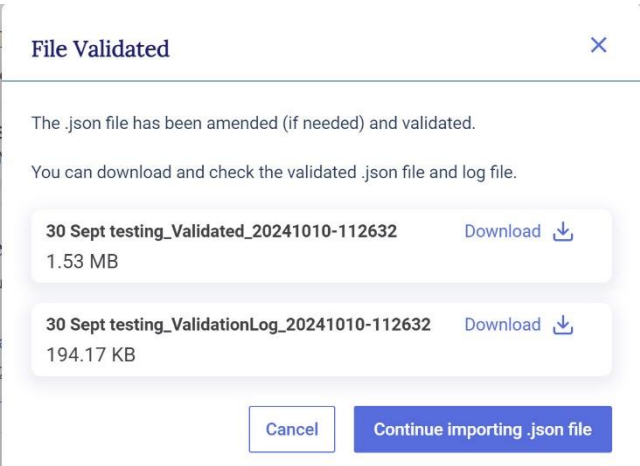 File Validated
The .json file has been amended (if needed) and validated.
You can download and check the validated .json file and log file.
30 Sept testing_Validated_20241010-112632 Download
1.53 MB
30 Sept testing_ValidationLog_20241010-112632 Download
194.17 KB
Cancel Continue importing .json file